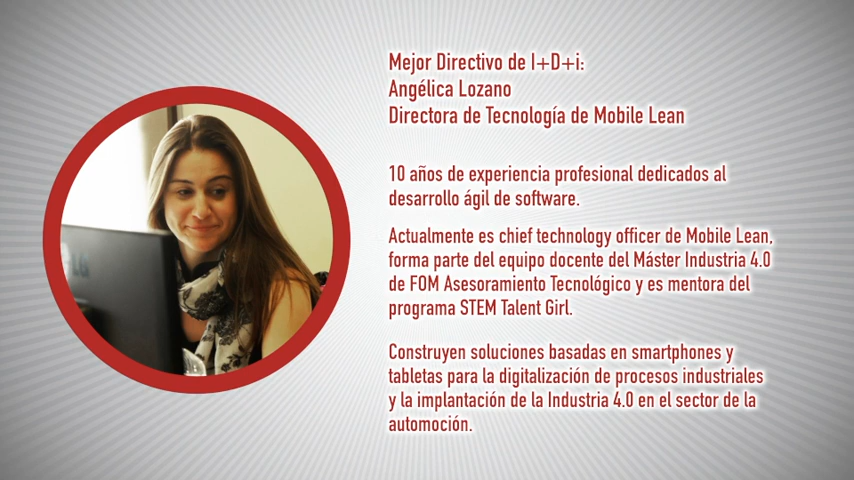 Mejor Directivo de I+D+i:
Angélica Lozano
Directora de Tecnología de Mobile Lean
10 años de experiencia profesional dedicados al
desarrollo ágil de software.
Actualmente es chief technology officer de Mobile Lean,
forma parte del equipo docente del Máster Industria 4.0
de FOM Asesoramiento Tecnológico y es mentora del
programa STEM Talent Girl.
Construyen soluciones basadas en smartphones y
tabletas para la digitalización de procesos industriales
y la implantación de la Industria 4.0 en el sector de la
automoción.
LG